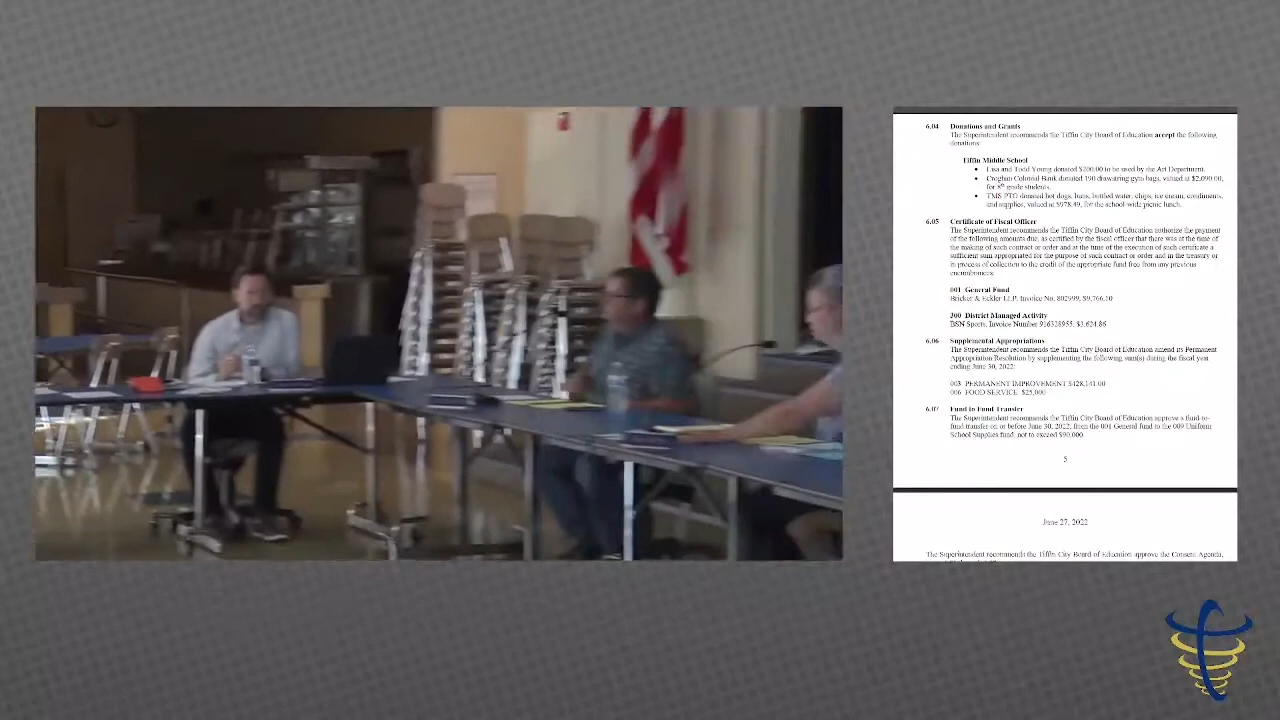 6.04 Donations and Grants
The Superintendent recommends the Tiffin City Board of Education accept the following
donations:
Tiffin Middle School
• Lisa and Todd Young donated $200.00 to be used by the Art Department.
• Croghan Colonial Bank donated 190 drawstring gym bags, valued at $2,090.00,
for 8th grade students.
• TMS PTO donated hot dogs, buns, bottled water, chips, ice cream, condiments,
and supplies, valued at $978.49, for the school-wide picnic lunch.
6.05 Certificate of Fiscal Officer
The Superintendent recommends the Tiffin City Board of Education authorize the payment
of the following amounts due, as certified by the fiscal officer that there was at the time of
the making of such contract or order and at the time of the execution of such certificate a
sufficient sum appropriated for the purpose of such contract or order and in the treasury or
in process of collection to the credit of the appropriate fund free from any previous
encumbrances:
001 General Fund
Bricker & Eckler LLP, Invoice No. 802999, $9,766.10
300 District Managed Activity
BSN Sports, Invoice Number 916328955, $3,624.86
6.06 Supplemental Appropriations
The Superintendent recommends the Tiffin City Board of Education amend its Permanent
Appropriation Resolution by supplementing the following sum(s) during the fiscal year
ending June 30, 2022:
003 PERMANENT IMPROVEMENT $428,141.00
006 FOOD SERVICE $25,000
6.07 Fund to Fund Transfer
The Superintendent recommends the Tiffin City Board of Education approve a fund-to-
fund transfer on or before June 30, 2022, from the 001 General fund to the 009 Uniform
School Supplies fund, not to exceed $90,000.
5
June 27, 2022
The Superintendent recommends the Tiffin City Board of Education approve the Consent Agenda,